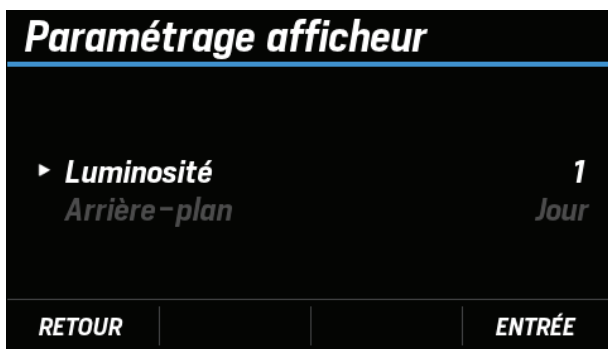 Paramétrage afficheur
▸ Luminosité 1
Arrière-plan Jour
RETOUR ENTRÉE